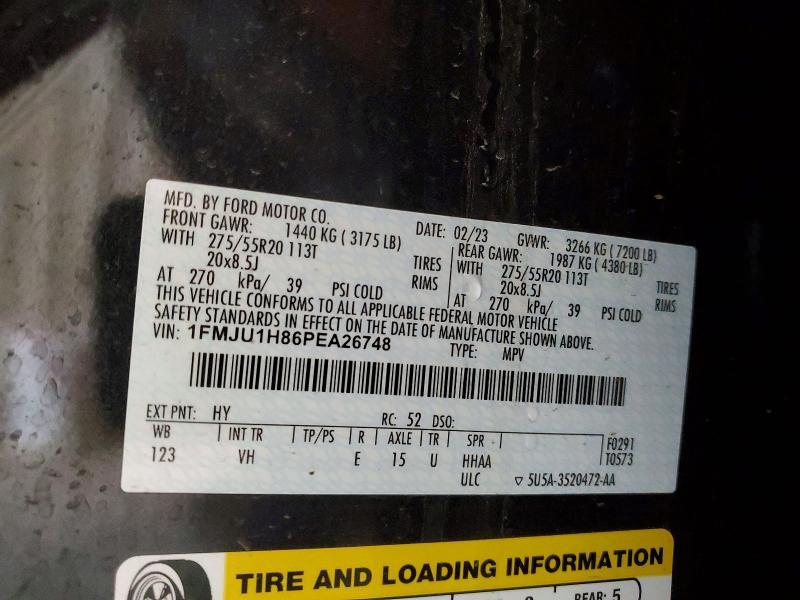 MFD. BY FORD MOTOR CO. DATE: 02/23 GVWR: 3266 KG ( 7200 LB)
FRONT GAWR: 1440 KG ( 3175 LB) REAR GAWR: 1987 KG ( 4380 LB)
WITH 275/55R20 113T TIRES WITH 275/55R20 113T TIRES
20x8.5J RIMS 20x8.5J RIMS
AT 270 kPa/ 39 PSI COLD AT 270 kPa/ 39 PSI COLD
THIS VEHICLE CONFORMS TO ALL APPLICABLE FEDERAL MOTOR VEHICLE
SAFETY STANDARDS IN EFFECT ON THE DATE OF MANUFACTURE SHOWN ABOVE.
VIN: 1FMJU1H86PEA26748 TYPE: MPV
EXT PNT: HY RC: 52 DSO:
WB INT TR TP/PS R AXLE TR SPR F0291
123 VH E 15 U HHAA T0573
ULC ▽ 5U5A-3520472-AA
TIRE AND LOADING INFORMATION
REAR: 5